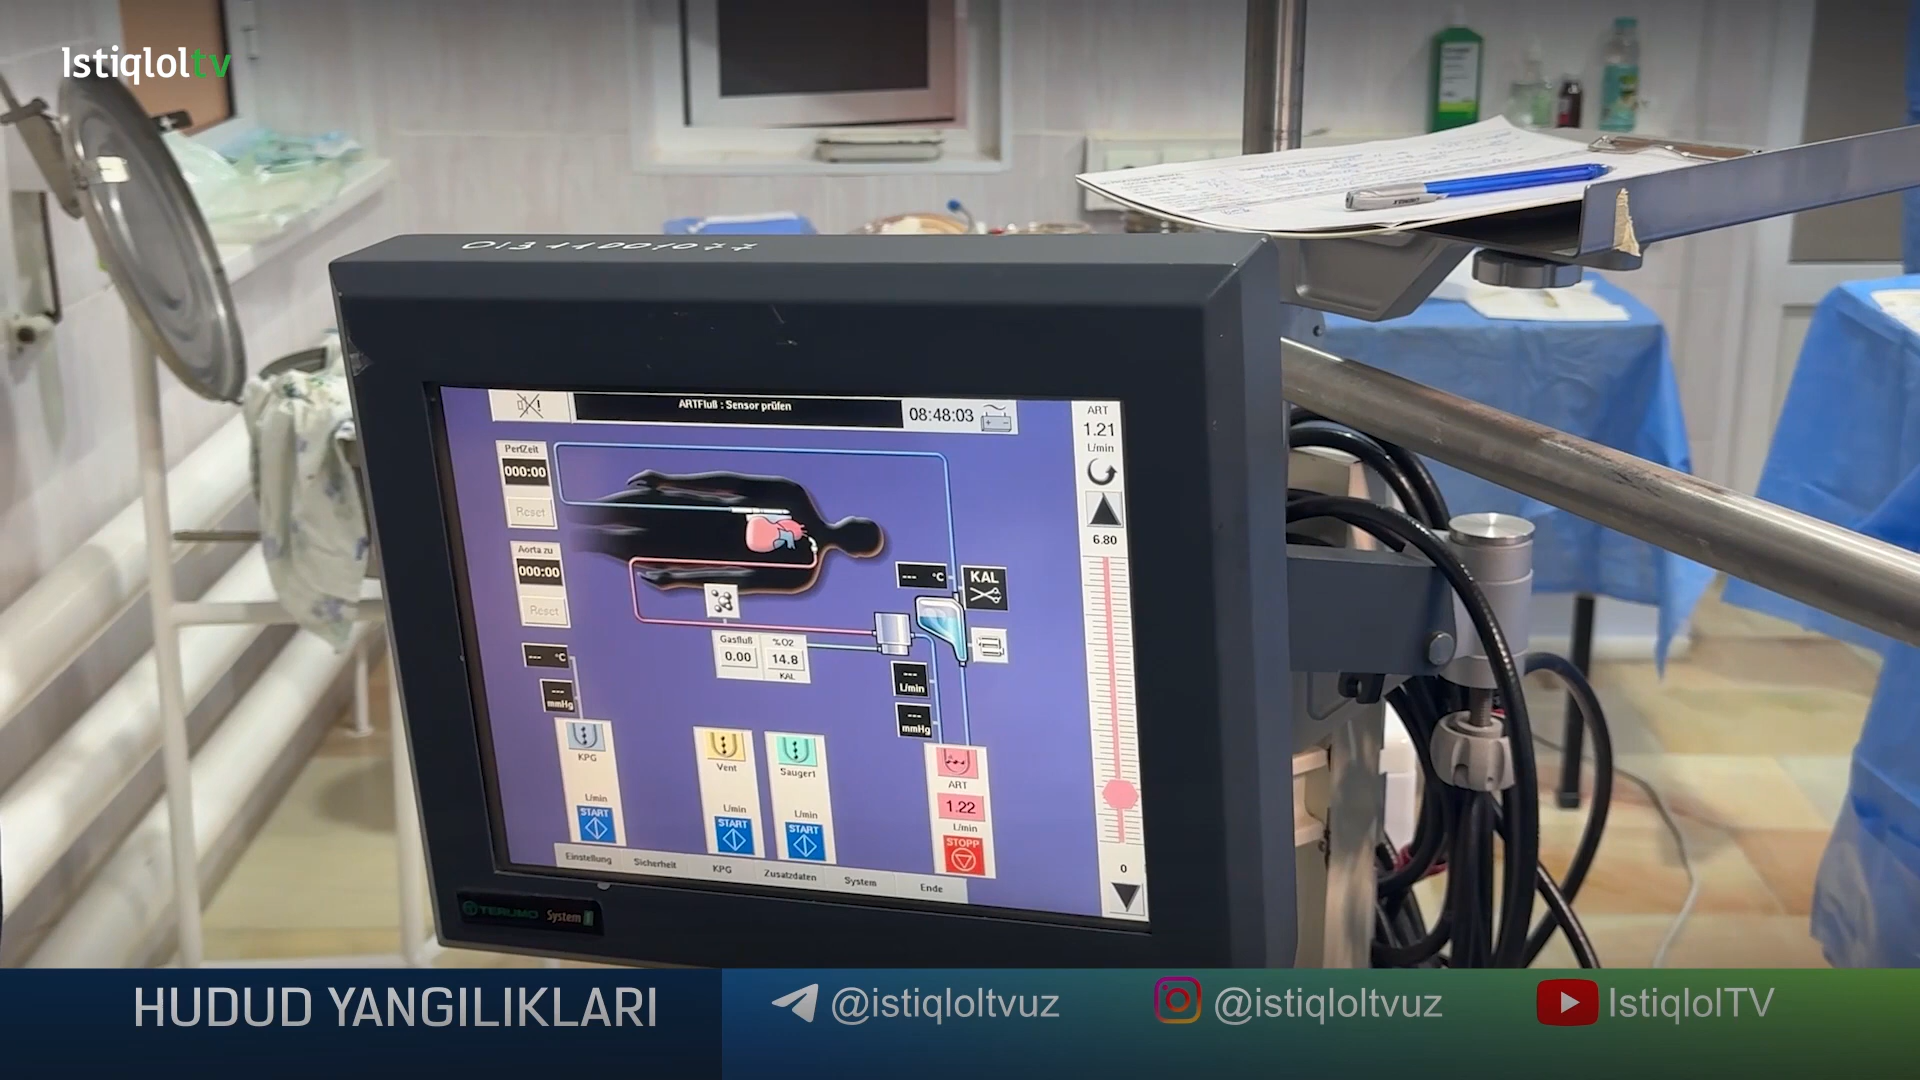 Istiqloltv
ARTFluß : Sensor prüfen
08:48:03
ART
1.21
L/min
6.80
0
PerfZeit
000:00
Reset
Aorta zu
000:00
Reset
--- °C
--- mmHg
--- °C
KAL
Gasfluß
0.00
%O2
14.8
KAL
---
L/min
---
mmHg
KPG
L/min
START
Vent
L/min
START
Sauger1
L/min
START
ART
1.22
L/min
STOPP
Einstellung Sicherheit KPG Zusatzdaten System Ende
TERUMO System 1
HUDUD YANGILIKLARI
@istiqloltvuz
@istiqloltvuz
IstiqlolTV